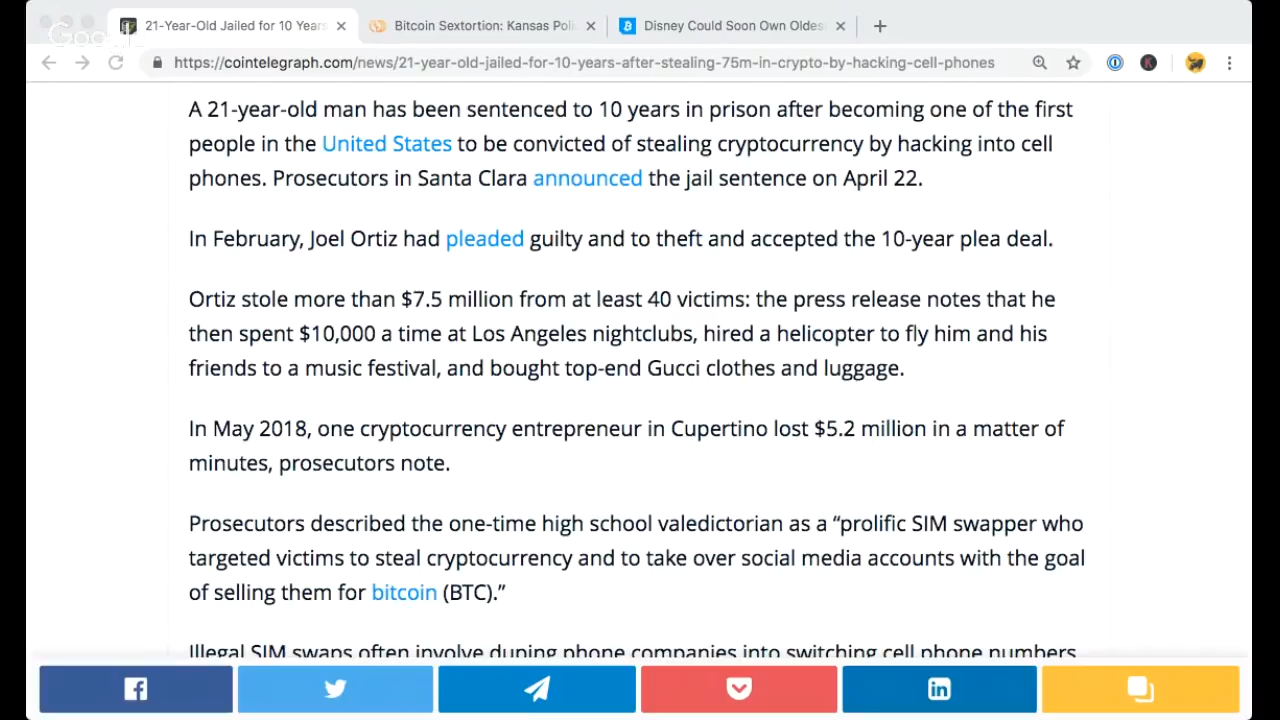 Google
21-Year-Old Jailed for 10 Years
Bitcoin Sextortion: Kansas Poli
Disney Could Soon Own Oldes
https://cointelegraph.com/news/21-year-old-jailed-for-10-years-after-stealing-75m-in-crypto-by-hacking-cell-phones
A 21-year-old man has been sentenced to 10 years in prison after becoming one of the first
people in the United States to be convicted of stealing cryptocurrency by hacking into cell
phones. Prosecutors in Santa Clara announced the jail sentence on April 22.
In February, Joel Ortiz had pleaded guilty and to theft and accepted the 10-year plea deal.
Ortiz stole more than $7.5 million from at least 40 victims: the press release notes that he
then spent $10,000 a time at Los Angeles nightclubs, hired a helicopter to fly him and his
friends to a music festival, and bought top-end Gucci clothes and luggage.
In May 2018, one cryptocurrency entrepreneur in Cupertino lost $5.2 million in a matter of
minutes, prosecutors note.
Prosecutors described the one-time high school valedictorian as a “prolific SIM swapper who
targeted victims to steal cryptocurrency and to take over social media accounts with the goal
of selling them for bitcoin (BTC).”
Illegal SIM swaps often involve duping phone companies into switching cell phone numbers